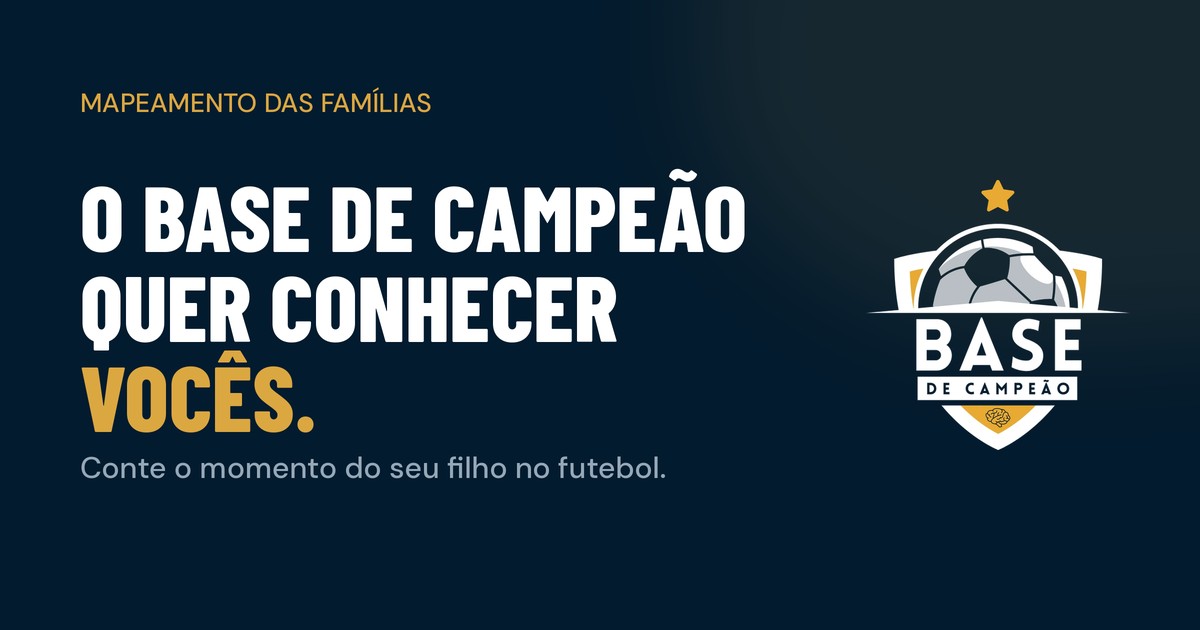 MAPEAMENTO DAS FAMÍLIAS
O BASE DE CAMPEÃO
QUER CONHECER
VOCÊS.
Conte o momento do seu filho no futebol.
BASE
DE CAMPEÃO